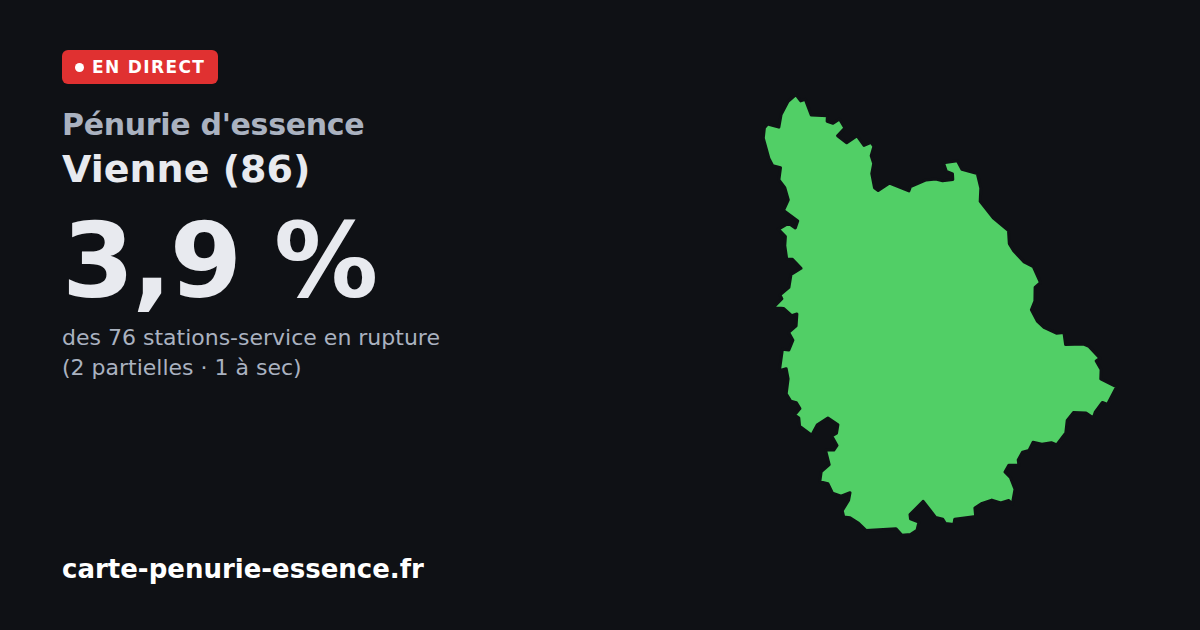 EN DIRECT
Pénurie d'essence
Vienne (86)
3,9 %
des 76 stations-service en rupture
(2 partielles · 1 à sec)
carte-penurie-essence.fr